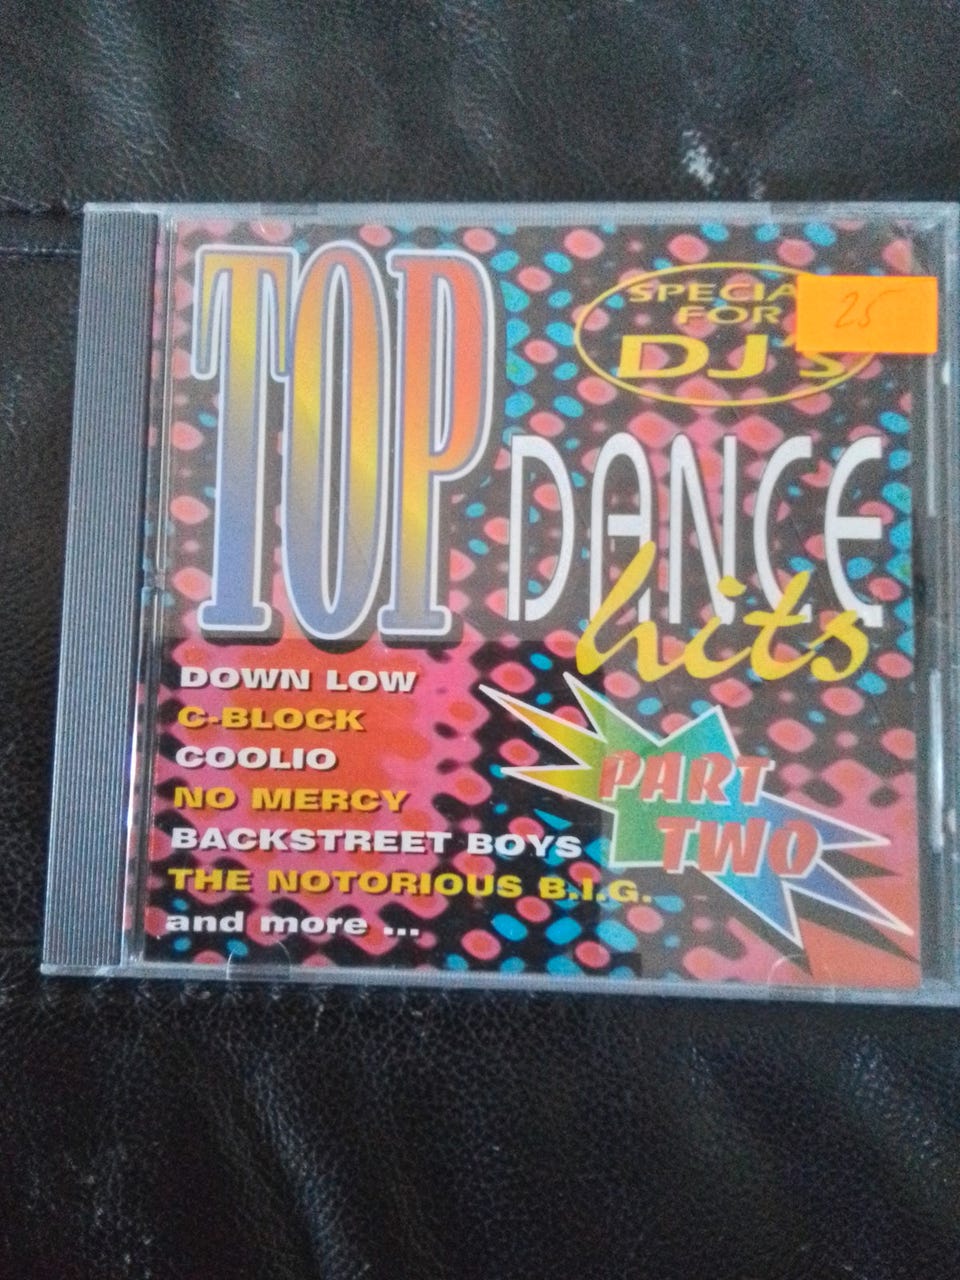 TOP
SPECIA
FOR
DJ's
25
DANCE
hits
DOWN LOW
C-BLOCK
COOLIO
NO MERCY
BACKSTREET BOYS
THE NOTORIOUS B.I.G.
and more ...
PART
TWO